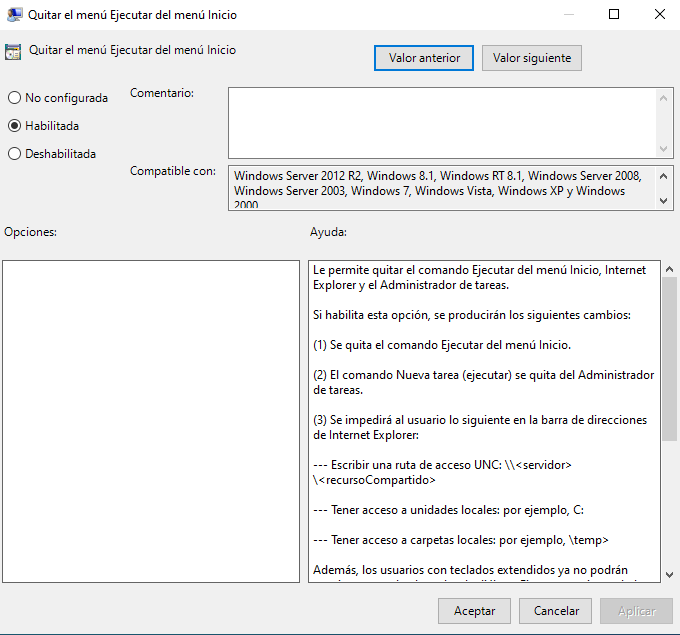 Quitar el menú Ejecutar del menú Inicio
Quitar el menú Ejecutar del menú Inicio
Valor anterior
Valor siguiente
No configurada
Habilitada
Deshabilitada
Comentario:
Compatible con:
Windows Server 2012 R2, Windows 8.1, Windows RT 8.1, Windows Server 2008,
Windows Server 2003, Windows 7, Windows Vista, Windows XP y Windows
2000
Opciones:
Ayuda:
Le permite quitar el comando Ejecutar del menú Inicio, Internet
Explorer y el Administrador de tareas.
Si habilita esta opción, se producirán los siguientes cambios:
(1) Se quita el comando Ejecutar del menú Inicio.
(2) El comando Nueva tarea (ejecutar) se quita del Administrador
de tareas.
(3) Se impedirá al usuario lo siguiente en la barra de direcciones
de Internet Explorer:
--- Escribir una ruta de acceso UNC: \\<servidor>
\<recursoCompartido>
--- Tener acceso a unidades locales: por ejemplo, C:
--- Tener acceso a carpetas locales: por ejemplo, \temp>
Además, los usuarios con teclados extendidos ya no podrán
Aceptar
Cancelar
Aplicar